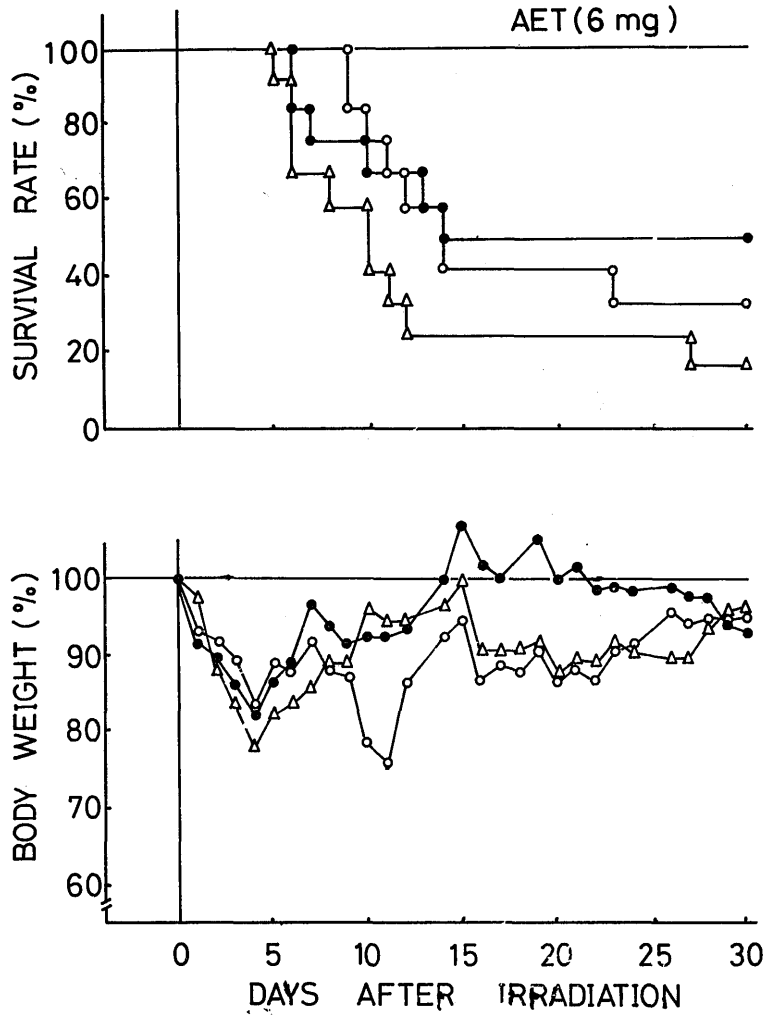 AET (6 mg)
SURVIVAL RATE (%)
100
80
60
40
20
0
BODY WEIGHT (%)
100
90
80
70
60
0 5 10 15 20 25 30
DAYS AFTER IRRADIATION